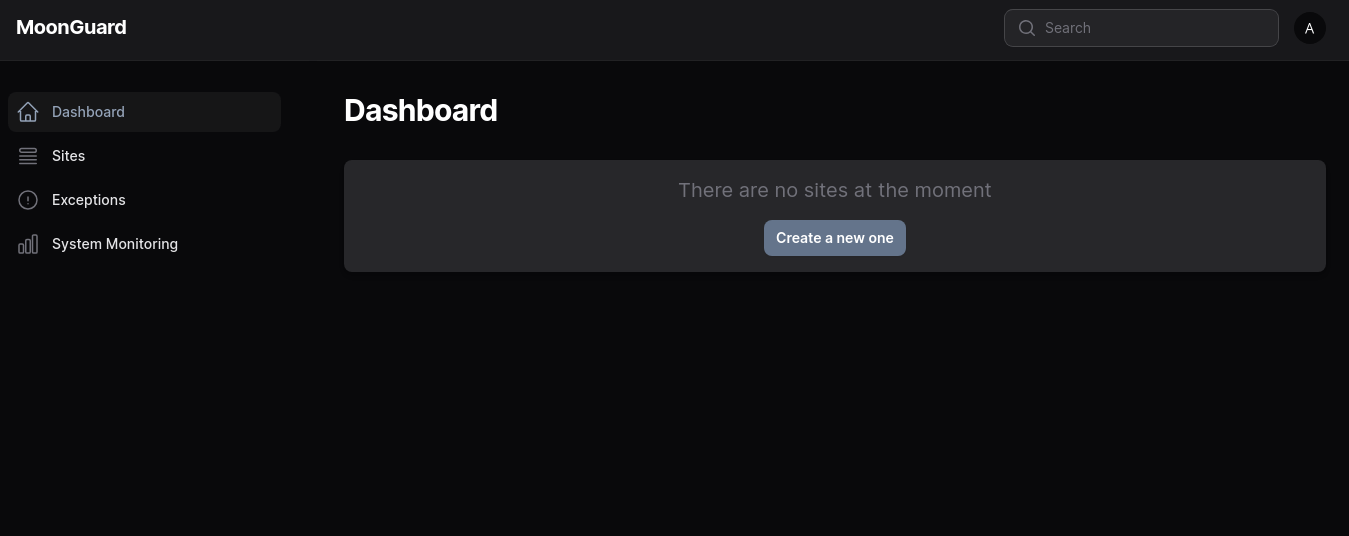 MoonGuard
Search
A
Dashboard
Sites
Exceptions
System Monitoring
Dashboard
There are no sites at the moment
Create a new one